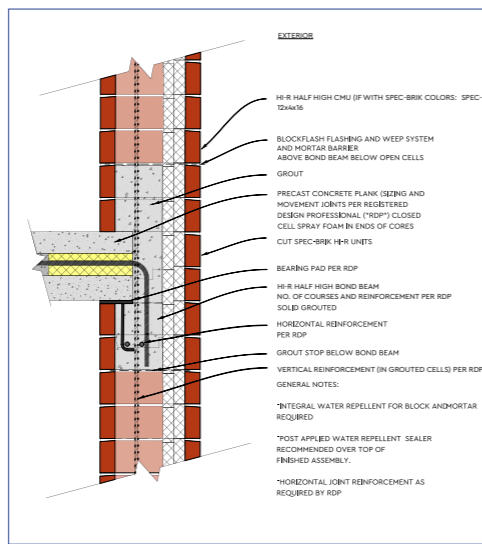 EXTERIOR
HI-R HALF HIGH CMU (IF WITH SPEC-BRIK COLORS: SPEC-
12x4x16
BLOCKFLASH FLASHING AND WEEP SYSTEM
AND MORTAR BARRIER
ABOVE BOND BEAM BELOW OPEN CELLS
GROUT
PRECAST CONCRETE PLANK (SIZING AND
MOVEMENT JOINTS PER REGISTERED
DESIGN PROFESSIONAL ("RDP") CLOSED
CELL SPRAY FOAM IN ENDS OF CORES
CUT SPEC-BRIK HI-R UNITS
BEARING PAD PER RDP
HI-R HALF HIGH BOND BEAM
NO. OF COURSES AND REINFORCEMENT PER RDP
SOLID GROUTED
HORIZONTAL REINFORCEMENT
PER RDP
GROUT STOP BELOW BOND BEAM
VERTICAL REINFORCEMENT (IN GROUTED CELLS) PER RDP
GENERAL NOTES:
*INTEGRAL WATER REPELLENT FOR BLOCK ANDMORTAR
REQUIRED
*POST APPLIED WATER REPELLENT SEALER
RECOMMENDED OVER TOP OF
FINISHED ASSEMBLY.
*HORIZONTAL JOINT REINFORCEMENT AS
REQUIRED BY RDP